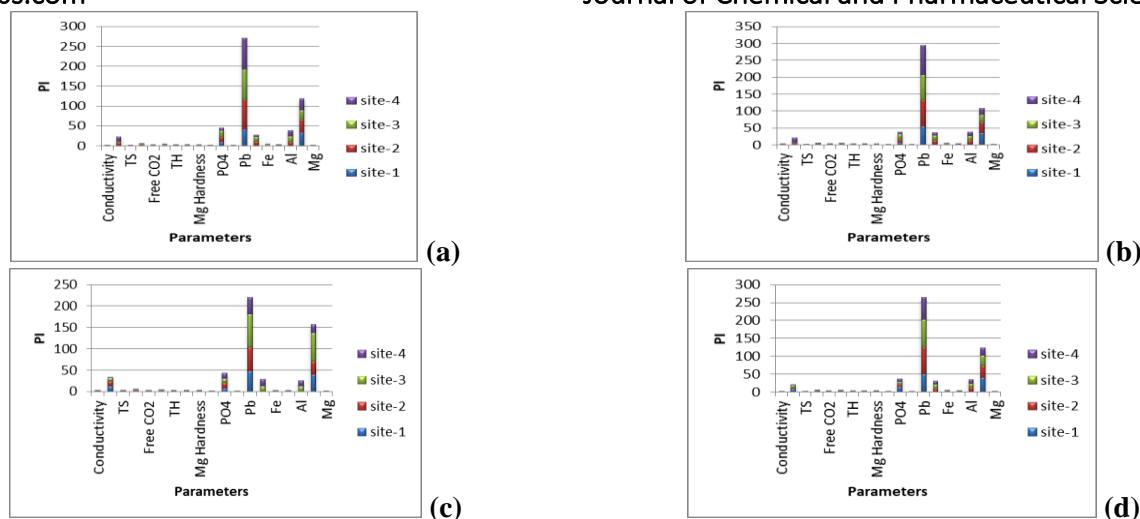 300
250
200
150
100
50
0
PI
Conductivity
TS
Free CO2
TH
Mg Hardness
PO4
Pb
Fe
Al
Mg
Parameters
site-4
site-3
site-2
site-1
(a)
350
300
250
200
150
100
50
0
PI
Conductivity
TS
Free CO2
TH
Mg Hardness
PO4
Pb
Fe
Al
Mg
Parameters
site-4
site-3
site-2
site-1
(b)
250
200
150
100
50
0
PI
Conductivity
TS
Free CO2
TH
Mg Hardness
PO4
Pb
Fe
Al
Mg
Parameters
site-4
site-3
site-2
site-1
(c)
300
250
200
150
100
50
0
PI
Conductivity
TS
Free CO2
TH
Mg Hardness
PO4
Pb
Fe
Al
Mg
Parameters
site-4
site-3
site-2
site-1
(d)